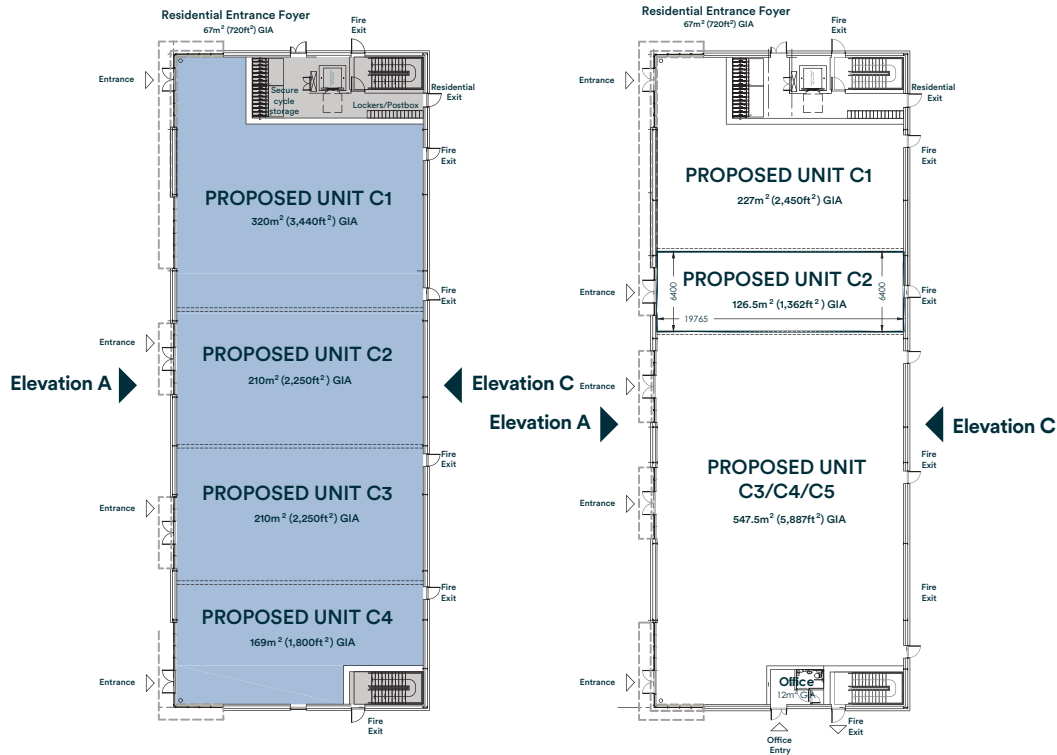 Residential Entrance Foyer
67m² (720ft²) GIA
Fire
Exit
Entrance
Secure
cycle
storage
Lockers/Postbox
Residential
Exit
Fire
Exit
PROPOSED UNIT C1
320m² (3,440ft²) GIA
Fire
Exit
Entrance
PROPOSED UNIT C2
210m² (2,250ft²) GIA
Elevation A
Elevation C
Fire
Exit
PROPOSED UNIT C3
210m² (2,250ft²) GIA
Entrance
Fire
Exit
PROPOSED UNIT C4
169m² (1,800ft²) GIA
Entrance
Fire
Exit
Residential Entrance Foyer
67m² (720ft²) GIA
Fire
Exit
Entrance
Residential
Exit
Fire
Exit
PROPOSED UNIT C1
227m² (2,450ft²) GIA
PROPOSED UNIT C2
126.5m² (1,362ft²) GIA
6400
6400
19765
Entrance
Fire
Exit
Entrance
Elevation A
Elevation C
PROPOSED UNIT
C3/C4/C5
547.5m² (5,887ft²) GIA
Fire
Exit
Entrance
Fire
Exit
Entrance
Office
12m² GIA
Office
Entry
Fire
Exit